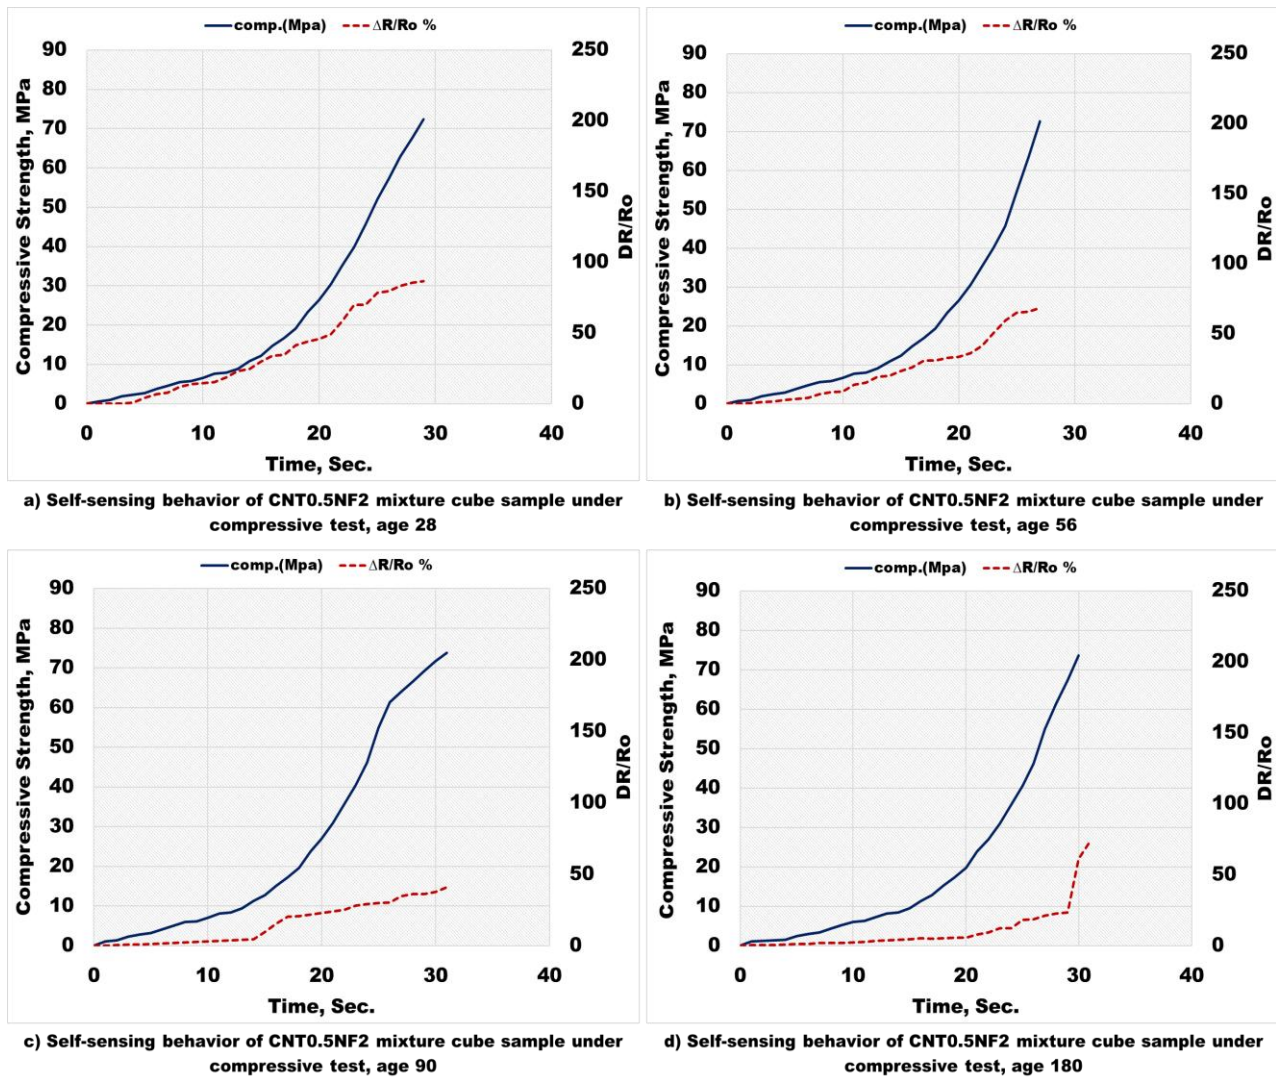 comp.(Mpa) ΔR/Ro %
90
80
70
60
50
40
30
20
10
0
Compressive Strength, MPa
250
200
150
100
50
0
DR/Ro
0 10 20 30 40
Time, Sec.
a) Self-sensing behavior of CNT0.5NF2 mixture cube sample under
compressive test, age 28
comp.(Mpa) ΔR/Ro %
90
80
70
60
50
40
30
20
10
0
Compressive Strength, MPa
250
200
150
100
50
0
DR/Ro
0 10 20 30 40
Time, Sec.
b) Self-sensing behavior of CNT0.5NF2 mixture cube sample under
compressive test, age 56
comp.(Mpa) ΔR/Ro %
90
80
70
60
50
40
30
20
10
0
Compressive Strength, MPa
250
200
150
100
50
0
DR/Ro
0 10 20 30 40
Time, Sec.
c) Self-sensing behavior of CNT0.5NF2 mixture cube sample under
compressive test, age 90
comp.(Mpa) ΔR/Ro %
90
80
70
60
50
40
30
20
10
0
Compressive Strength, MPa
250
200
150
100
50
0
DR/Ro
0 10 20 30 40
Time, Sec.
d) Self-sensing behavior of CNT0.5NF2 mixture cube sample under
compressive test, age 180